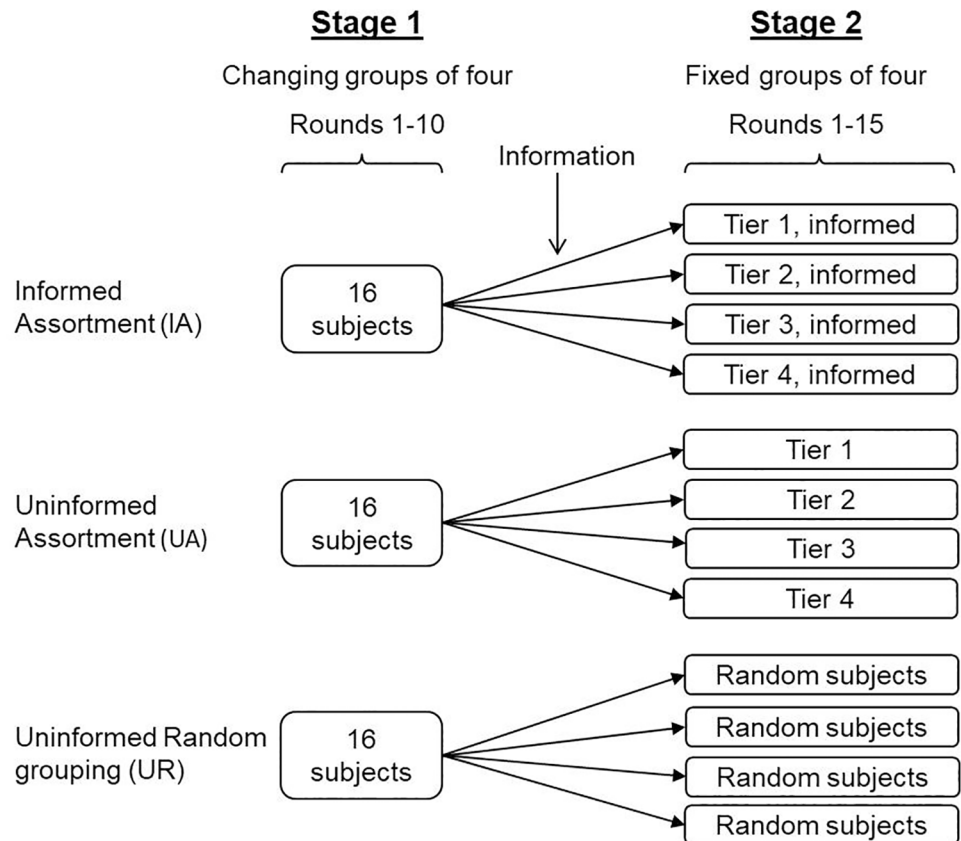 Stage 1
Stage 2
Changing groups of four
Fixed groups of four
Rounds 1-10
Rounds 1-15
Information
Informed
Assortment (IA)
16
subjects
Tier 1, informed
Tier 2, informed
Tier 3, informed
Tier 4, informed
Uninformed
Assortment (UA)
16
subjects
Tier 1
Tier 2
Tier 3
Tier 4
Uninformed Random
grouping (UR)
16
subjects
Random subjects
Random subjects
Random subjects
Random subjects